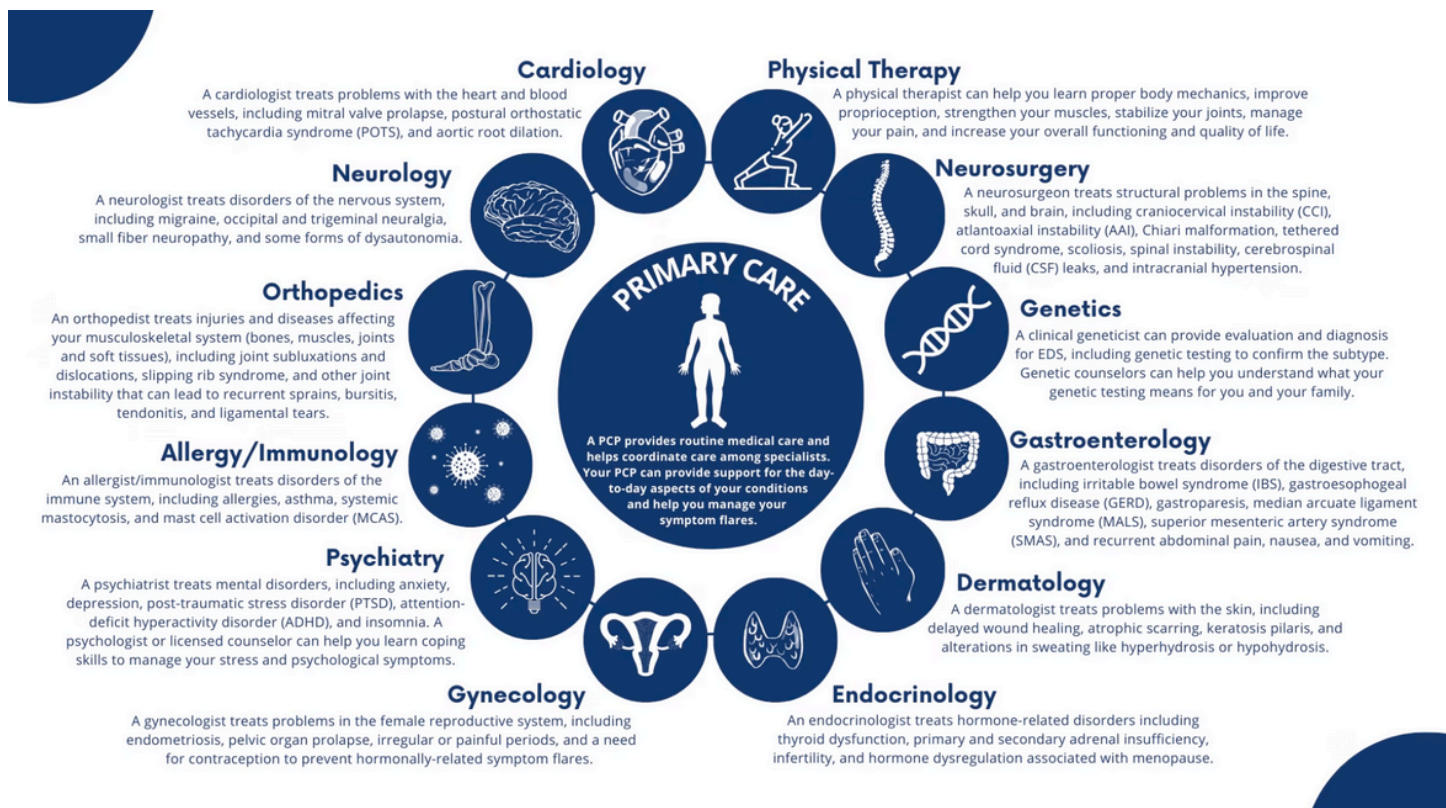 Cardiology
A cardiologist treats problems with the heart and blood
vessels, including mitral valve prolapse, postural orthostatic
tachycardia syndrome (POTS), and aortic root dilation.
Physical Therapy
A physical therapist can help you learn proper body mechanics, improve
proprioception, strengthen your muscles, stabilize your joints, manage
your pain, and increase your overall functioning and quality of life.
Neurology
A neurologist treats disorders of the nervous system,
including migraine, occipital and trigeminal neuralgia,
small fiber neuropathy, and some forms of dysautonomia.
Neurosurgery
A neurosurgeon treats structural problems in the spine,
skull, and brain, including craniocervical instability (CCI),
atlantoaxial instability (AAI), Chiari malformation, tethered
cord syndrome, scoliosis, spinal instability, cerebrospinal
fluid (CSF) leaks, and intracranial hypertension.
Orthopedics
An orthopedist treats injuries and diseases affecting
your musculoskeletal system (bones, muscles, joints
and soft tissues), including joint subluxations and
dislocations, slipping rib syndrome, and other joint
instability that can lead to recurrent sprains, bursitis,
tendonitis, and ligamental tears.
PRIMARY CARE
A PCP provides routine medical care and
helps coordinate care among specialists.
Your PCP can provide support for the day-
to-day aspects of your conditions
and help you manage your
symptom flares.
Genetics
A clinical geneticist can provide evaluation and diagnosis
for EDS, including genetic testing to confirm the subtype.
Genetic counselors can help you understand what your
genetic testing means for you and your family.
Allergy/Immunology
An allergist/immunologist treats disorders of the
immune system, including allergies, asthma, systemic
mastocytosis, and mast cell activation disorder (MCAS).
Gastroenterology
A gastroenterologist treats disorders of the digestive tract,
including irritable bowel syndrome (IBS), gastroesophogeal
reflux disease (GERD), gastroparesis, median arcuate ligament
syndrome (MALS), superior mesenteric artery syndrome
(SMAS), and recurrent abdominal pain, nausea, and vomiting.
Psychiatry
A psychiatrist treats mental disorders, including anxiety,
depression, post-traumatic stress disorder (PTSD), attention-
deficit hyperactivity disorder (ADHD), and insomnia. A
psychologist or licensed counselor can help you learn coping
skills to manage your stress and psychological symptoms.
Dermatology
A dermatologist treats problems with the skin, including
delayed wound healing, atrophic scarring, keratosis pilaris, and
alterations in sweating like hyperhydrosis or hypohydrosis.
Gynecology
A gynecologist treats problems in the female reproductive system, including
endometriosis, pelvic organ prolapse, irregular or painful periods, and a need
for contraception to prevent hormonally-related symptom flares.
Endocrinology
An endocrinologist treats hormone-related disorders including
thyroid dysfunction, primary and secondary adrenal insufficiency,
infertility, and hormone dysregulation associated with menopause.